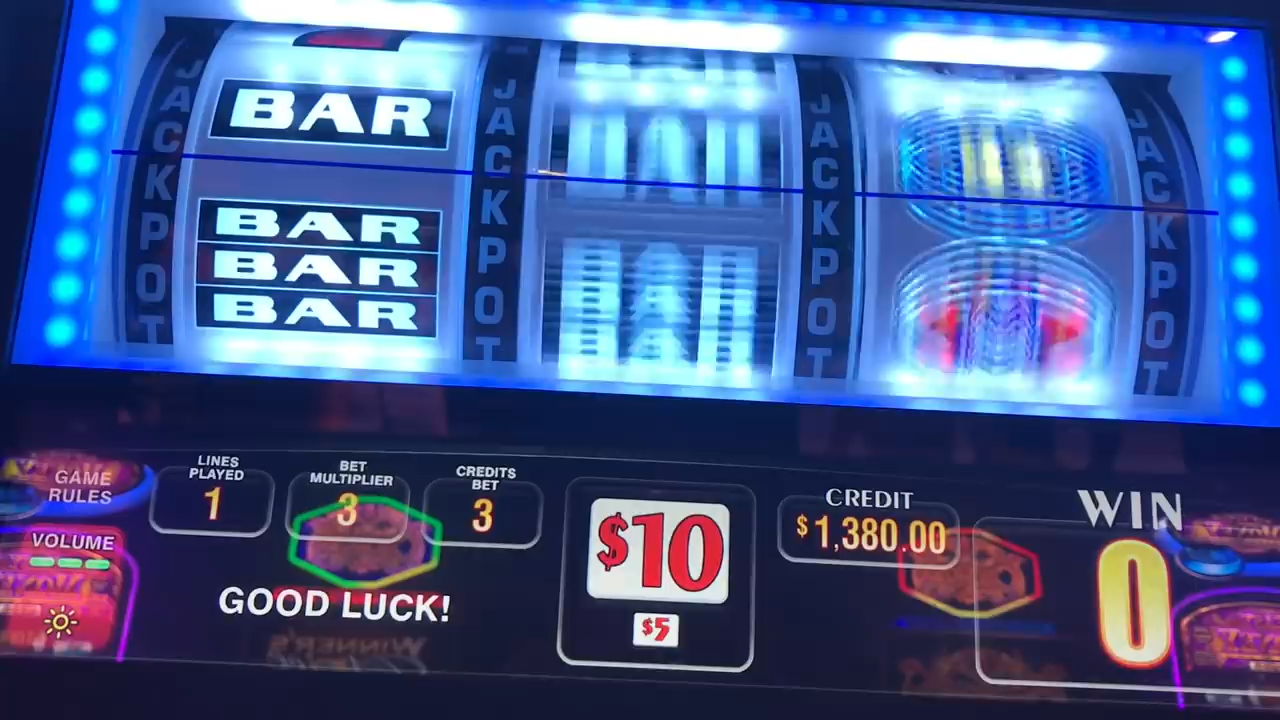 BAR
BAR
BAR
BAR
JACKPOT
JACKPOT
JACKPOT
JACKPOT
GAME
RULES
LINES
PLAYED
1
BET
MULTIPLIER
3
CREDITS
BET
3
$10
$5
CREDIT
$1,380.00
WIN
0
VOLUME
GOOD LUCK!
WINNER'S